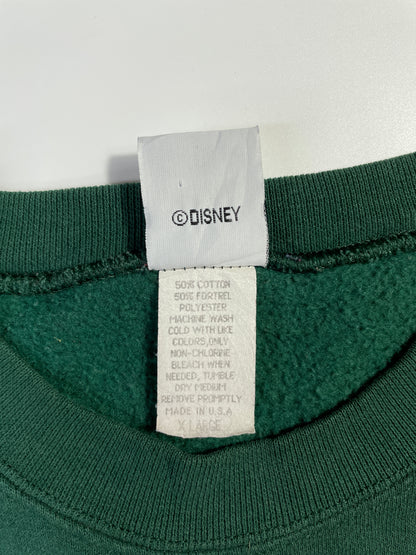 ©DISNEY
50% COTTON
50% FORTREL
POLYESTER
MACHINE WASH
COLD WITH LIKE
COLORS,ONLY
NON-CHLORINE
BLEACH WHEN
NEEDED, TUMBLE
DRY MEDIUM
REMOVE PROMPTLY
MADE IN U.S.A
X LARGE